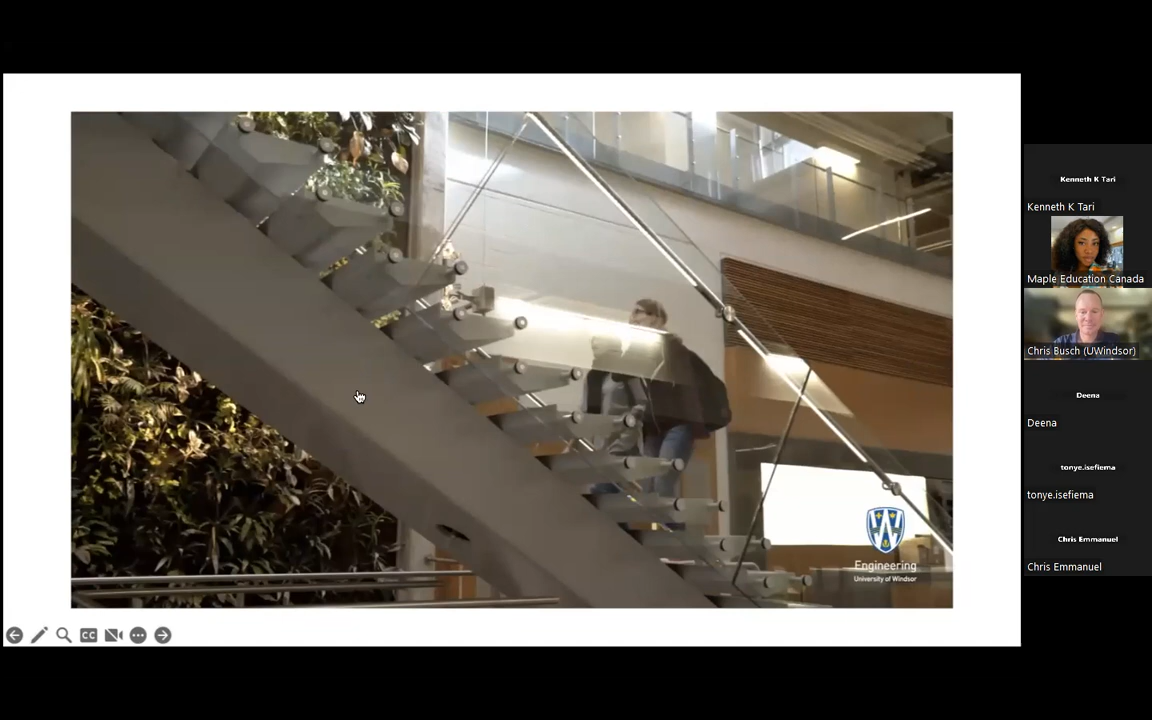 Engineering
University of Windsor
CC
Kenneth K Tari
Kenneth K Tari
Maple Education Canada
Chris Busch (UWindsor)
Deena
Deena
tonye.isefiema
tonye.isefiema
Chris Emmanuel
Chris Emmanuel